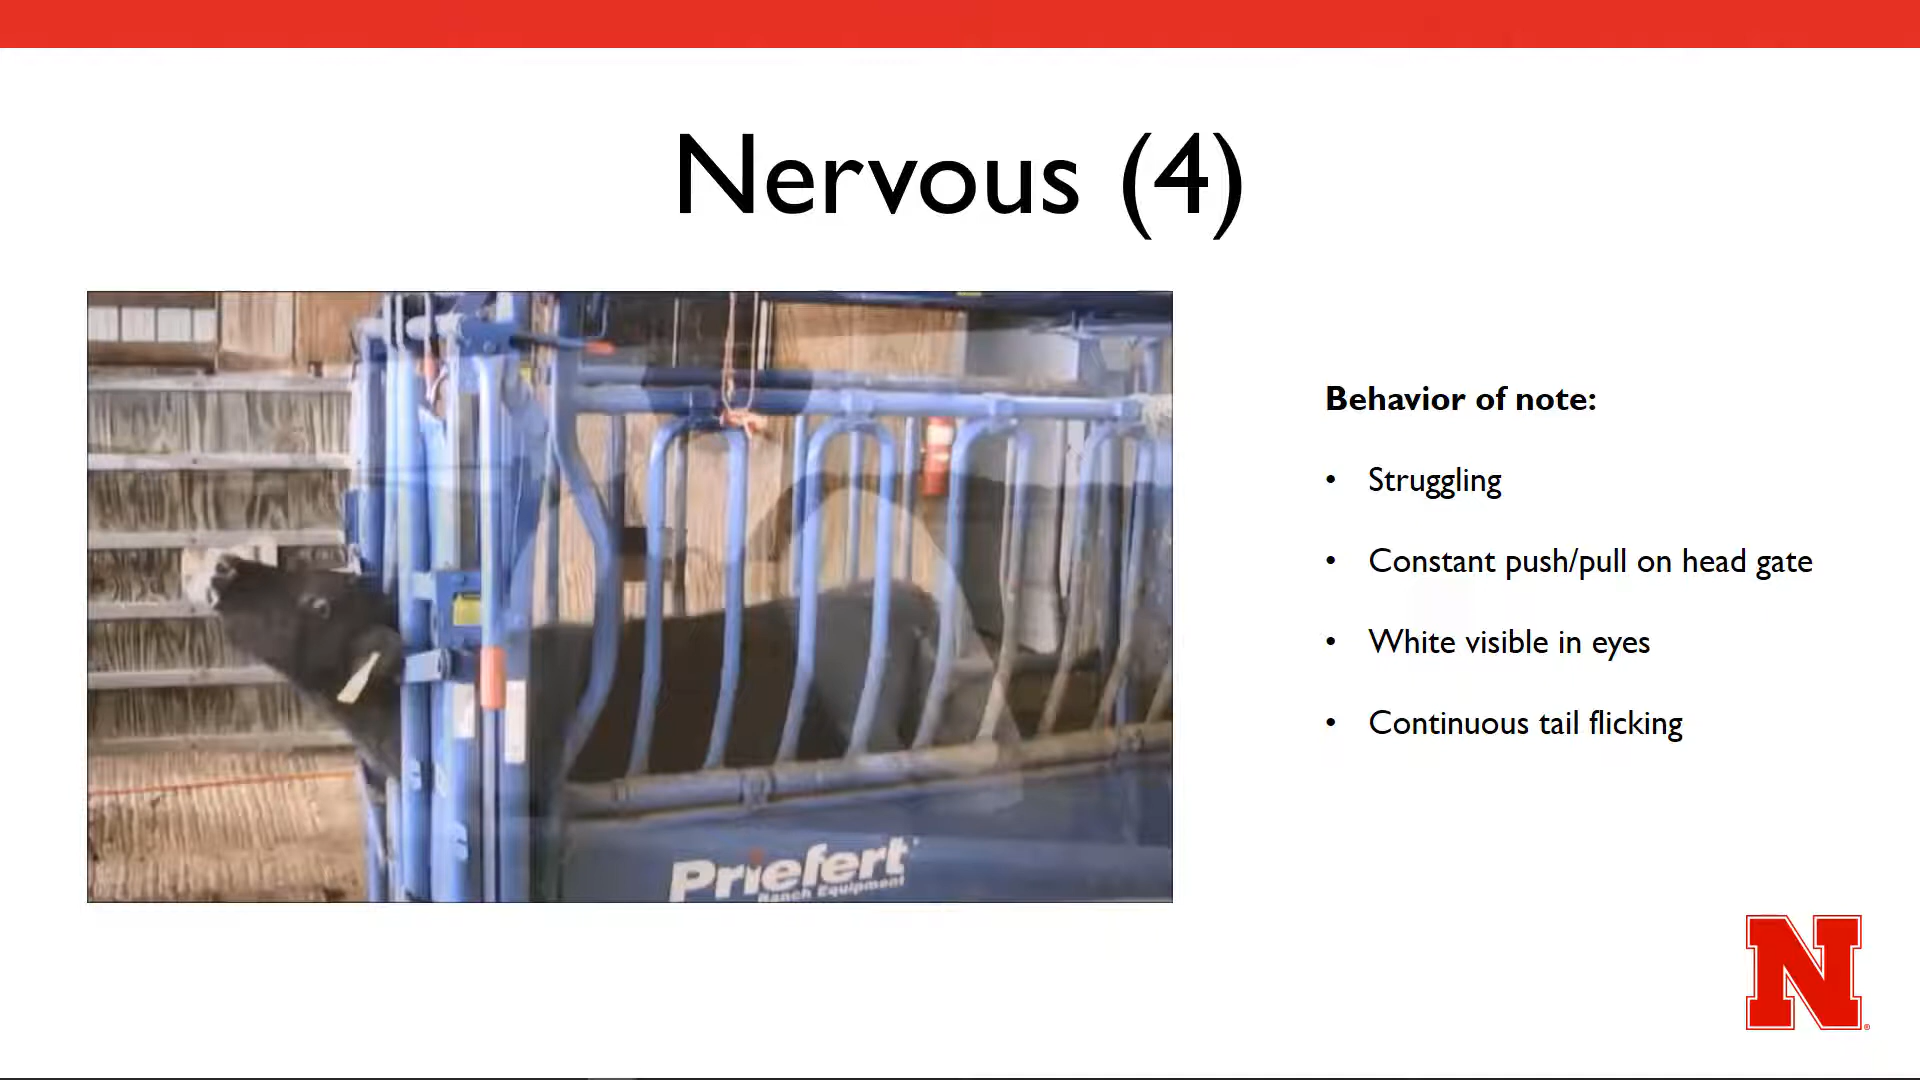 Nervous (4)
Behavior of note:
• Struggling
• Constant push/pull on head gate
• White visible in eyes
• Continuous tail flicking
Priefert
Ranch Equipment
N